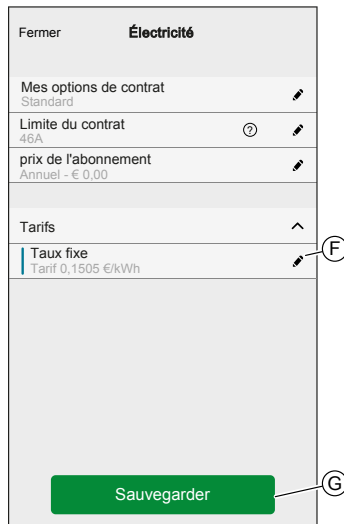 Fermer
Électricité
Mes options de contrat
Standard
Limite du contrat
46A
?
prix de l'abonnement
Annuel - € 0,00
Tarifs
Taux fixe
Tarif 0,1505 €/kWh
F
Sauvegarder
G